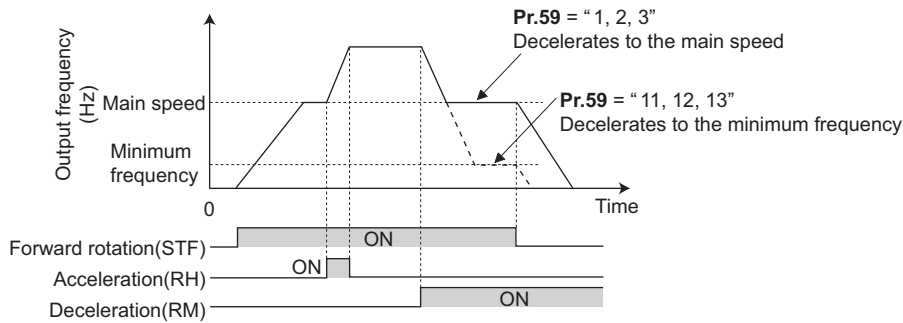 Pr.59 = “ 1, 2, 3”
Decelerates to the main speed
Output frequency
(Hz)
Main speed
Pr.59 = “ 11, 12, 13”
Decelerates to the minimum frequency
Minimum
frequency
0
Time
Forward rotation(STF)
ON
Acceleration(RH)
ON
Deceleration(RM)
ON